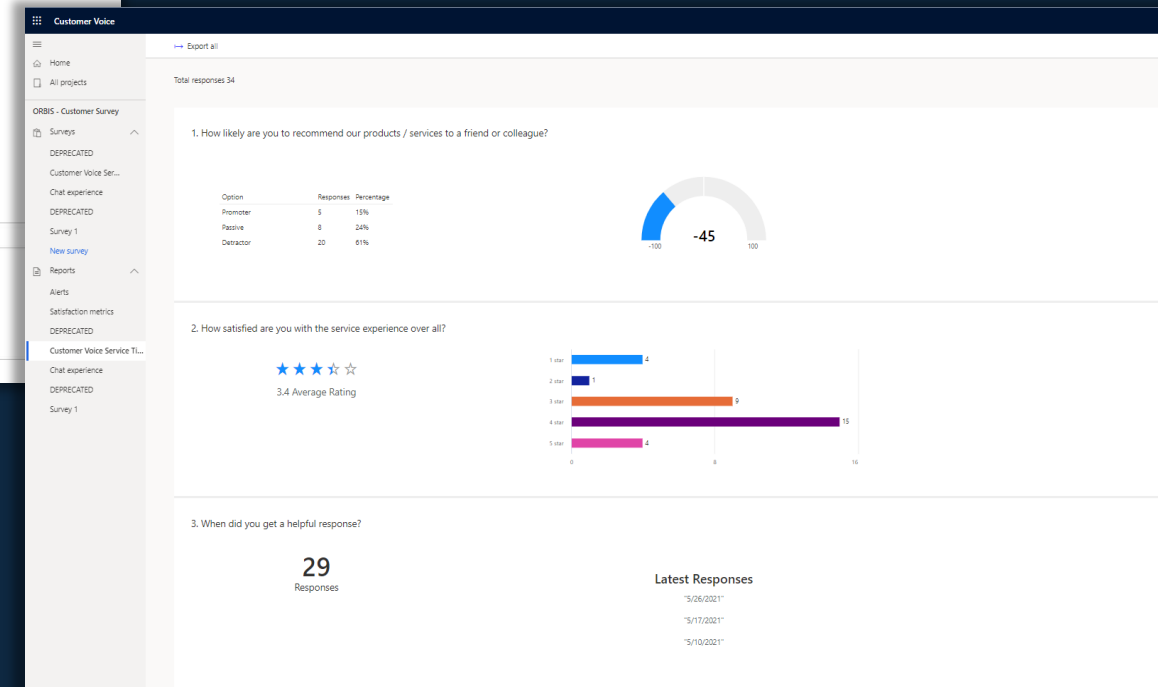 Customer Voice
Export all
Home
All projects
Total responses 34
ORBIS - Customer Survey
Surveys
DEPRECATED
Customer Voice Ser...
Chat experience
DEPRECATED
Survey 1
New survey
Reports
Alerts
Satisfaction metrics
DEPRECATED
Customer Voice Service Ti...
Chat experience
DEPRECATED
Survey 1
1. How likely are you to recommend our products / services to a friend or colleague?
Option Responses Percentage
Promoter 5 15%
Passive 8 24%
Detractor 20 61%
-45
-100 100
2. How satisfied are you with the service experience over all?
3.4 Average Rating
1 star 4
2 star 1
3 star 9
4 star 15
5 star 4
0 8 16
3. When did you get a helpful response?
29
Responses
Latest Responses
"5/26/2021"
"5/17/2021"
"5/10/2021"